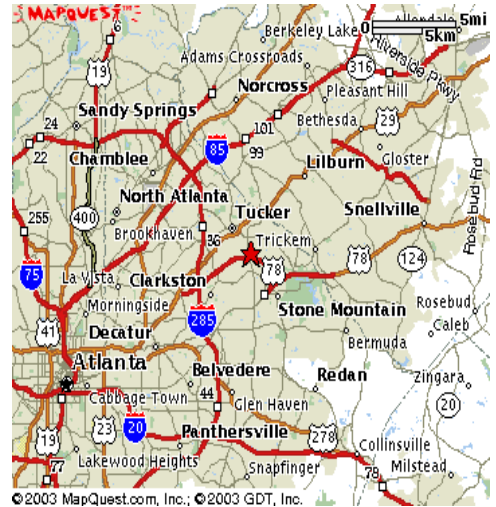 MAPQUEST
6
Berkeley Lake
Allendale
0 5mi
5km
19
Adams Crossroads
316
Riverside Pkwy
Norcross
Pleasant Hill
24
Sandy Springs
101
Bethesda
29
22
Chamblee
85
99
Lilburn
Gloster
North Atlanta
Rosebud Rd
255
400
Tucker
Snellville
Brookhaven
36
Trickem
75
La Vista
Clarkston
78
78
124
Morningside
Stone Mountain
Rosebud
41
Decatur
285
Caleb
Bermuda
Atlanta
Belvedere
Redan
Zingara
Cabbage Town
44
Glen Haven
20
19
23
20
Panthersville
278
Collinsville
77
Lakewood Heights
Snapfinger
78
Milstead
©2003 MapQuest.com, Inc.; ©2003 GDT, Inc.